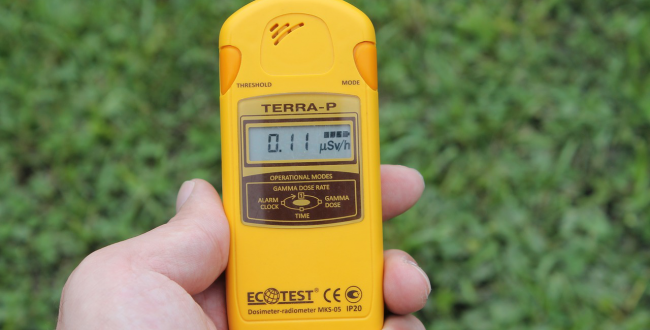 THRESHOLD MODE
TERRA-P
0.11 µSv/h
OPERATIONAL MODES
GAMMA DOSE RATE
ALARM CLOCK
GAMMA DOSE
TIME
ECOTEST CE
Dosimeter-radiometer MKS-05 IP20